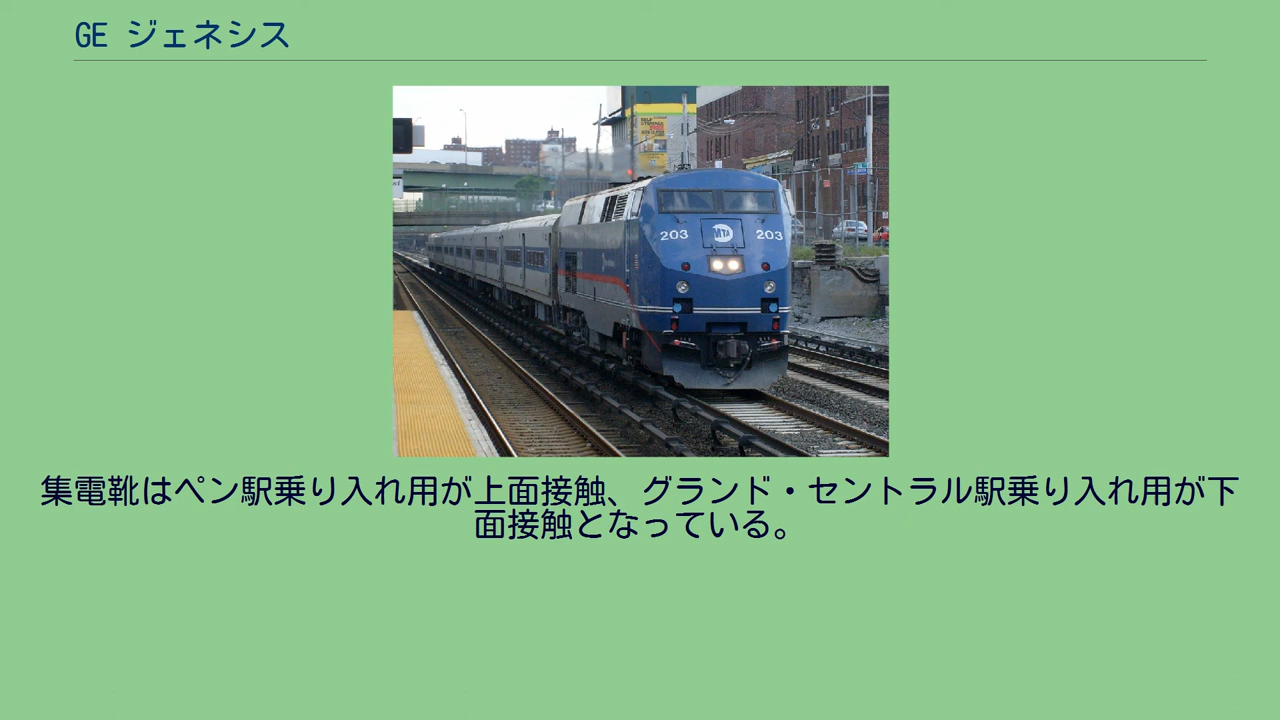 GE ジェネシス
203
MTA
203
集電靴はペン駅乗り入れ用が上面接触、グランド・セントラル駅乗り入れ用が下
面接触となっている。